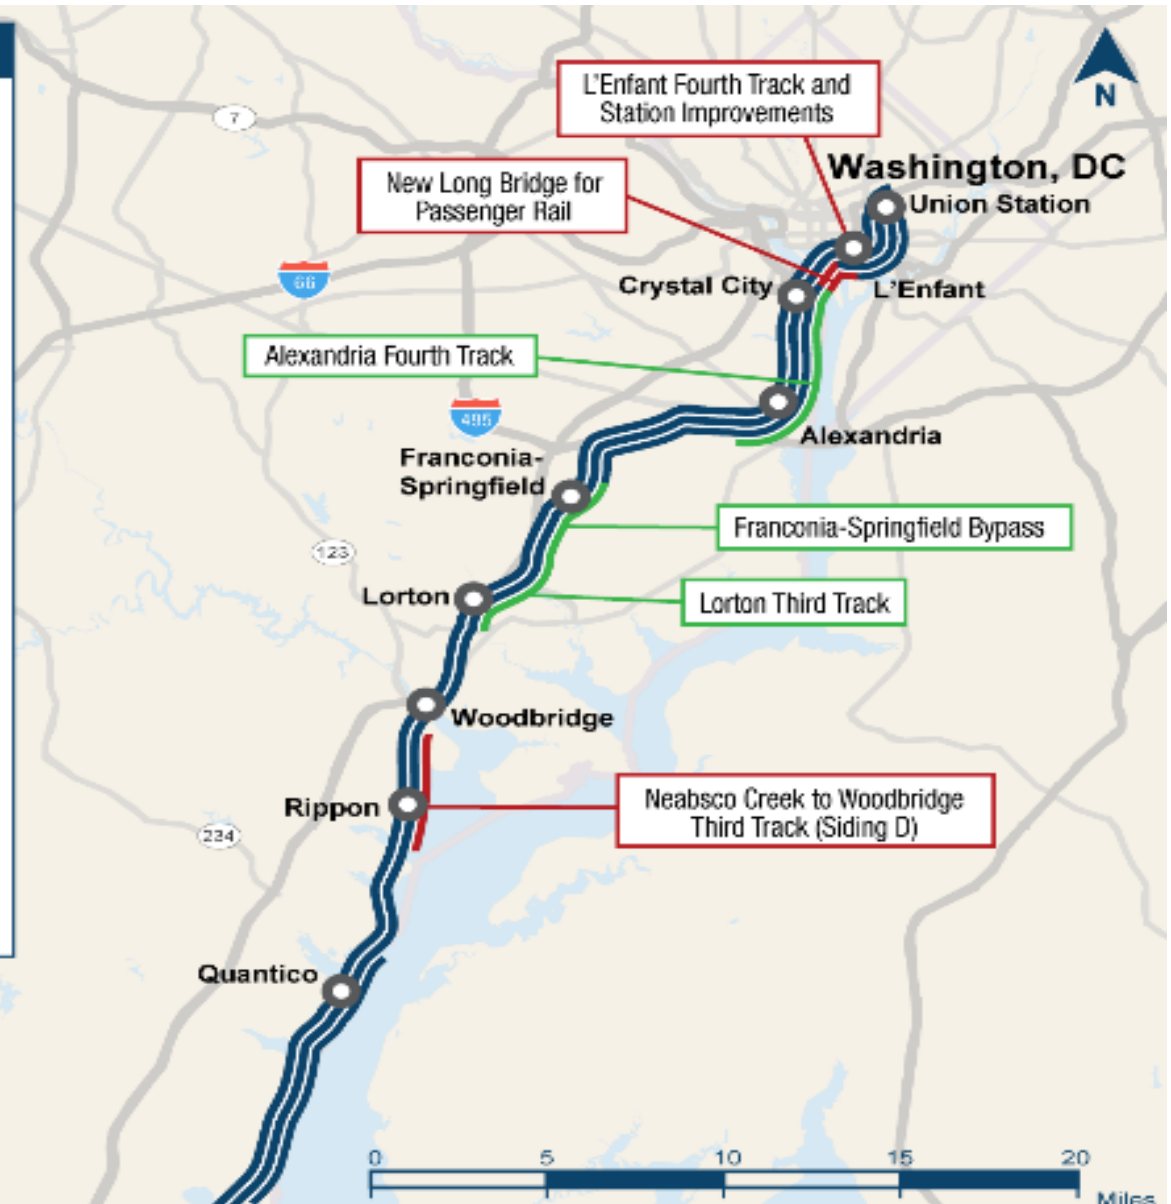 N
L'Enfant Fourth Track and
Station Improvements
7
Washington, DC
New Long Bridge for
Passenger Rail
Union Station
66
Crystal City
L'Enfant
Alexandria Fourth Track
495
Alexandria
Franconia-
Springfield
Franconia-Springfield Bypass
123
Lorton
Lorton Third Track
Woodbridge
Rippon
Neabsco Creek to Woodbridge
Third Track (Siding D)
234
Quantico
0 5 10 15 20
Miles